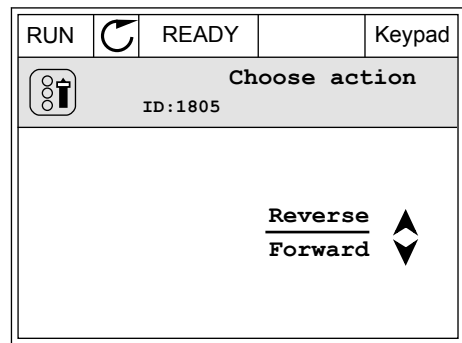 RUN READY Keypad
Choose action
ID:1805
Reverse
Forward